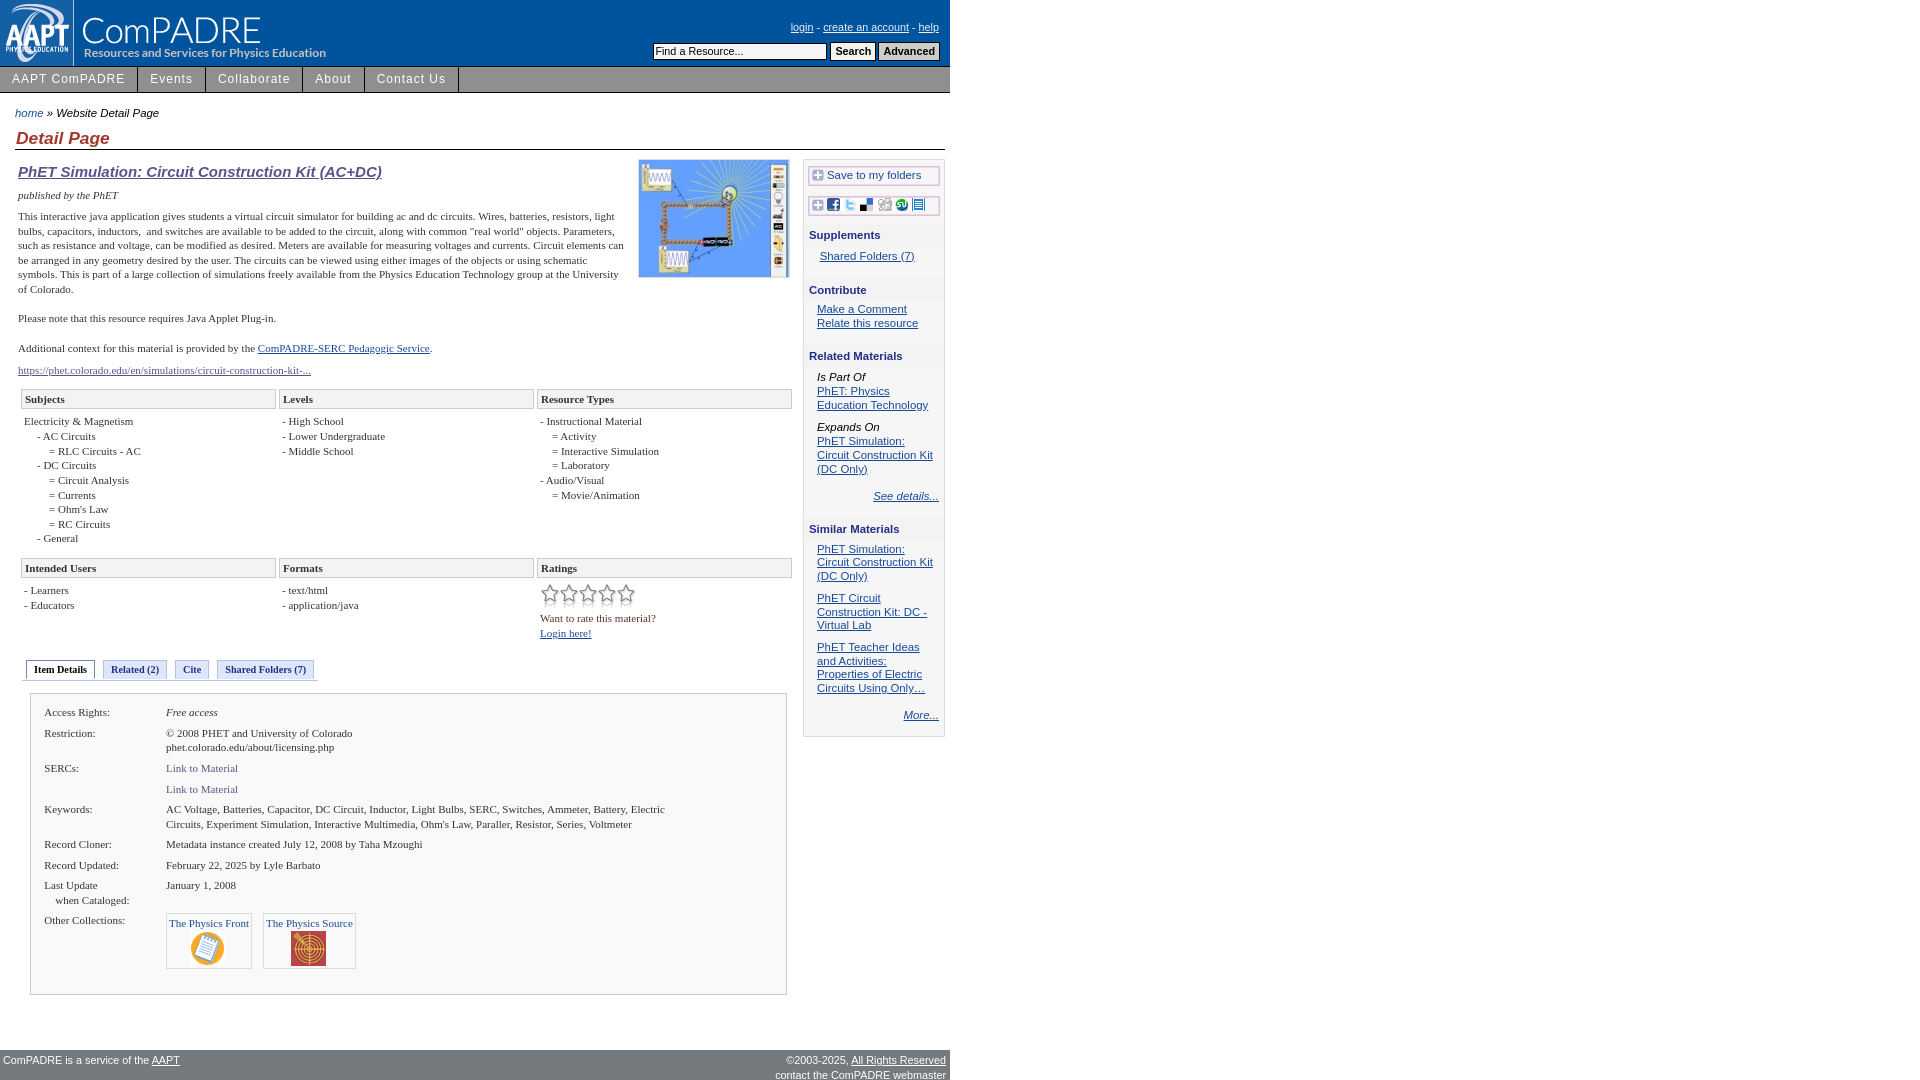 AAPT
PHYSICS EDUCATION
ComPADRE
Resources and Services for Physics Education
login - create an account - help
Find a Resource...
Search
Advanced
AAPT ComPADRE
Events
Collaborate
About
Contact Us
home » Website Detail Page
Detail Page
PhET Simulation: Circuit Construction Kit (AC+DC)
published by the PhET
This interactive java application gives students a virtual circuit simulator for building ac and dc circuits. Wires, batteries, resistors, light
bulbs, capacitors, inductors, and switches are available to be added to the circuit, along with common "real world" objects. Parameters,
such as resistance and voltage, can be modified as desired. Meters are available for measuring voltages and currents. Circuit elements can
be arranged in any geometry desired by the user. The circuits can be viewed using either images of the objects or using schematic
symbols. This is part of a large collection of simulations freely available from the Physics Education Technology group at the University
of Colorado.
Please note that this resource requires Java Applet Plug-in.
Additional context for this material is provided by the ComPADRE-SERC Pedagogic Service.
https://phet.colorado.edu/en/simulations/circuit-construction-kit-...
Subjects
Electricity & Magnetism
- AC Circuits
= RLC Circuits - AC
- DC Circuits
= Circuit Analysis
= Currents
= Ohm's Law
= RC Circuits
- General
Levels
- High School
- Lower Undergraduate
- Middle School
Resource Types
- Instructional Material
= Activity
= Interactive Simulation
= Laboratory
- Audio/Visual
= Movie/Animation
Intended Users
- Learners
- Educators
Formats
- text/html
- application/java
Ratings
Want to rate this material?
Login here!
Item Details
Related (2)
Cite
Shared Folders (7)
Access Rights:
Free access
Restriction:
© 2008 PHET and University of Colorado
phet.colorado.edu/about/licensing.php
SERCs:
Link to Material
Link to Material
Keywords:
AC Voltage, Batteries, Capacitor, DC Circuit, Inductor, Light Bulbs, SERC, Switches, Ammeter, Battery, Electric
Circuits, Experiment Simulation, Interactive Multimedia, Ohm's Law, Paraller, Resistor, Series, Voltmeter
Record Cloner:
Metadata instance created July 12, 2008 by Taha Mzoughi
Record Updated:
February 22, 2025 by Lyle Barbato
Last Update
when Cataloged:
January 1, 2008
Other Collections:
The Physics Front
The Physics Source
Save to my folders
Supplements
Shared Folders (7)
Contribute
Make a Comment
Relate this resource
Related Materials
Is Part Of
PhET: Physics
Education Technology
Expands On
PhET Simulation:
Circuit Construction Kit
(DC Only)
See details...
Similar Materials
PhET Simulation:
Circuit Construction Kit
(DC Only)
PhET Circuit
Construction Kit: DC -
Virtual Lab
PhET Teacher Ideas
and Activities:
Properties of Electric
Circuits Using Only…
More...
ComPADRE is a service of the AAPT
©2003-2025, All Rights Reserved
contact the ComPADRE webmaster